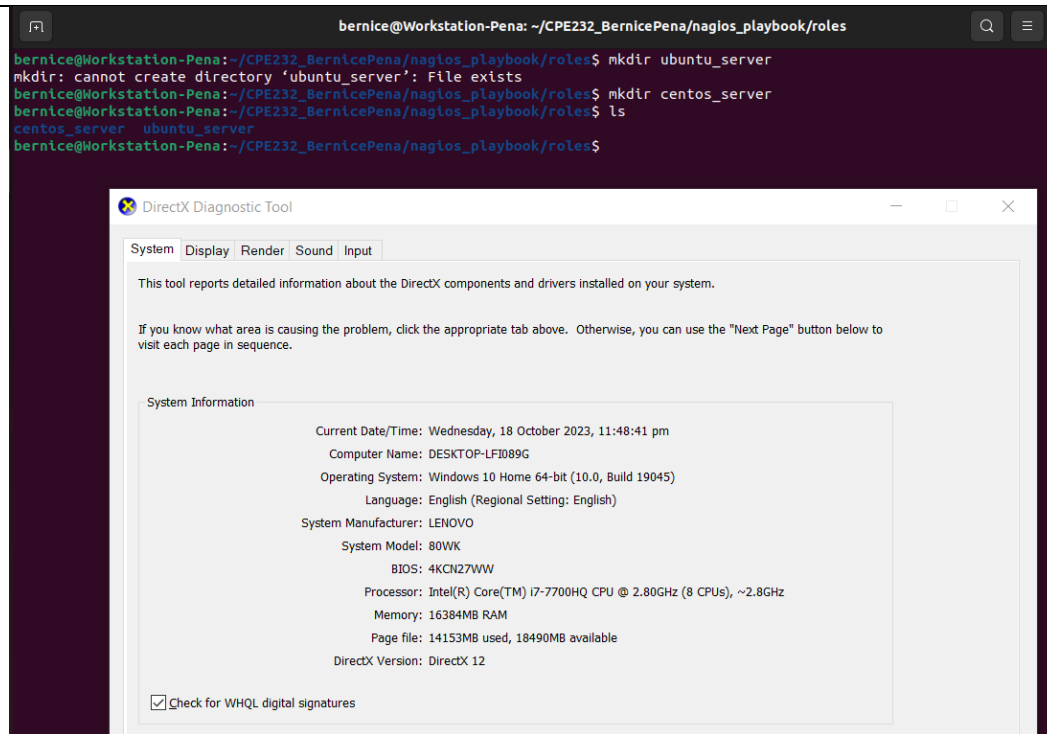 bernice@Workstation-Pena: ~/CPE232_BernicePena/nagios_playbook/roles
bernice@Workstation-Pena:~/CPE232_BernicePena/nagios_playbook/roles$ mkdir ubuntu_server
mkdir: cannot create directory ‘ubuntu_server’: File exists
bernice@Workstation-Pena:~/CPE232_BernicePena/nagios_playbook/roles$ mkdir centos_server
bernice@Workstation-Pena:~/CPE232_BernicePena/nagios_playbook/roles$ ls
centos_server  ubuntu_server
bernice@Workstation-Pena:~/CPE232_BernicePena/nagios_playbook/roles$
DirectX Diagnostic Tool
System Display Render Sound Input
This tool reports detailed information about the DirectX components and drivers installed on your system.
If you know what area is causing the problem, click the appropriate tab above.  Otherwise, you can use the "Next Page" button below to
visit each page in sequence.
System Information
Current Date/Time: Wednesday, 18 October 2023, 11:48:41 pm
Computer Name: DESKTOP-LFI089G
Operating System: Windows 10 Home 64-bit (10.0, Build 19045)
Language: English (Regional Setting: English)
System Manufacturer: LENOVO
System Model: 80WK
BIOS: 4KCN27WW
Processor: Intel(R) Core(TM) i7-7700HQ CPU @ 2.80GHz (8 CPUs), ~2.8GHz
Memory: 16384MB RAM
Page file: 14153MB used, 18490MB available
DirectX Version: DirectX 12
Check for WHQL digital signatures